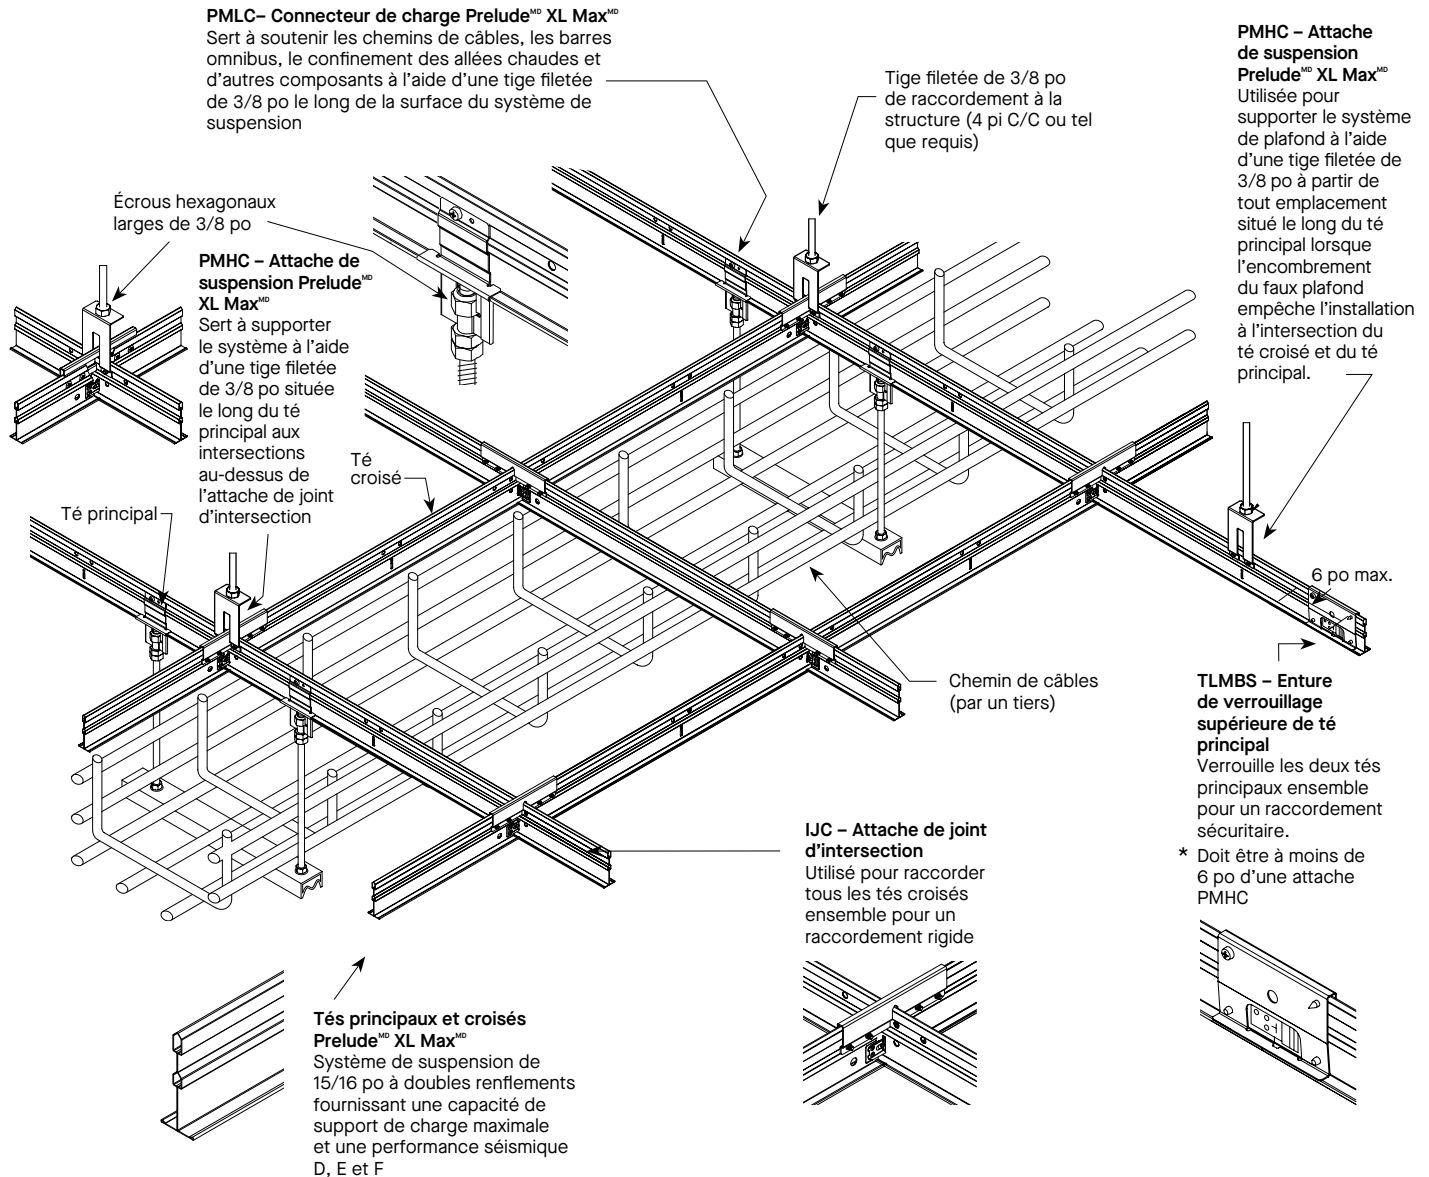 PMLC– Connecteur de charge Prelude^MD XL Max^MD
Sert à soutenir les chemins de câbles, les barres
omnibus, le confinement des allées chaudes et
d'autres composants à l'aide d'une tige filetée
de 3/8 po le long de la surface du système de
suspension
Tige filetée de 3/8 po
de raccordement à la
structure (4 pi C/C ou tel
que requis)
PMHC – Attache
de suspension
Prelude^MD XL Max^MD
Utilisée pour
supporter le système
de plafond à l'aide
d'une tige filetée de
3/8 po à partir de
tout emplacement
situé le long du té
principal lorsque
l'encombrement
du faux plafond
empêche l'installation
à l'intersection du
té croisé et du té
principal.
Écrous hexagonaux
larges de 3/8 po
PMHC – Attache de
suspension Prelude^MD
XL Max^MD
Sert à supporter
le système à l'aide
d'une tige filetée
de 3/8 po située
le long du té
principal aux
intersections
au-dessus de
l'attache de joint
d'intersection
Té
croisé
Té principal
6 po max.
Chemin de câbles
(par un tiers)
TLMBS – Enture
de verrouillage
supérieure de té
principal
Verrouille les deux tés
principaux ensemble
pour un raccordement
sécuritaire.
* Doit être à moins de
6 po d'une attache
PMHC
IJC – Attache de joint
d'intersection
Utilisé pour raccorder
tous les tés croisés
ensemble pour un
raccordement rigide
Tés principaux et croisés
Prelude^MD XL Max^MD
Système de suspension de
15/16 po à doubles renflements
fournissant une capacité de
support de charge maximale
et une performance séismique
D, E et F